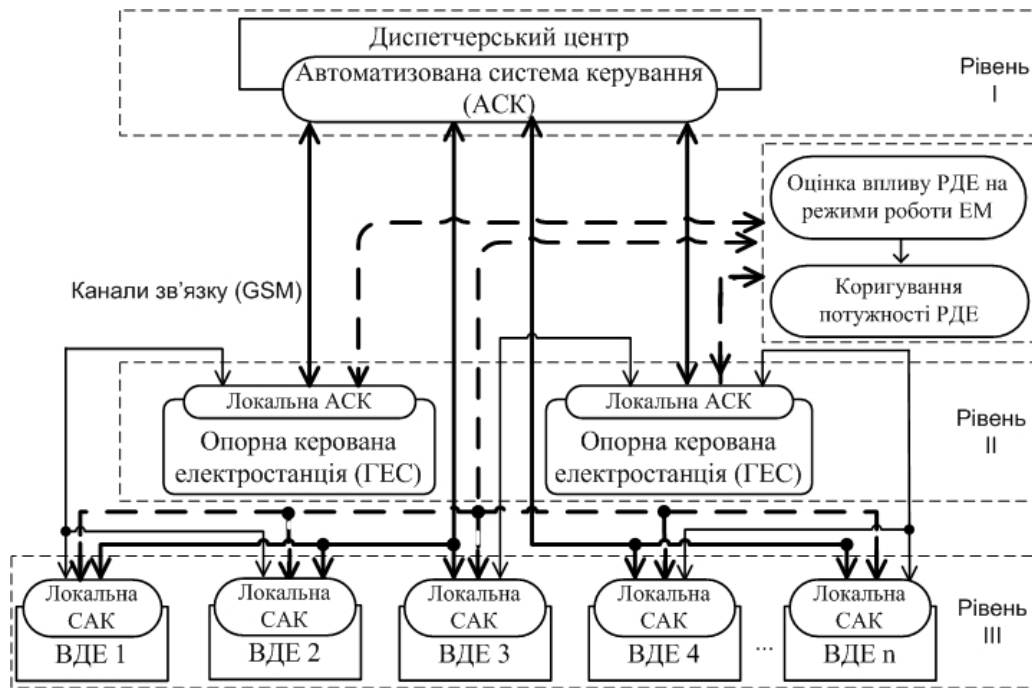 Диспетчерський центр
Автоматизована система керування
(АСК)
Рівень
I
Оцінка впливу РДЕ на
режими роботи ЕМ
Канали зв'язку (GSM)
Коригування
потужності РДЕ
Локальна АСК
Опорна керована
електростанція (ГЕС)
Локальна АСК
Опорна керована
електростанція (ГЕС)
Рівень
II
Локальна
САК
ВДЕ 1
Локальна
САК
ВДЕ 2
Локальна
САК
ВДЕ 3
Локальна
САК
ВДЕ 4
...
Локальна
САК
ВДЕ n
Рівень
III